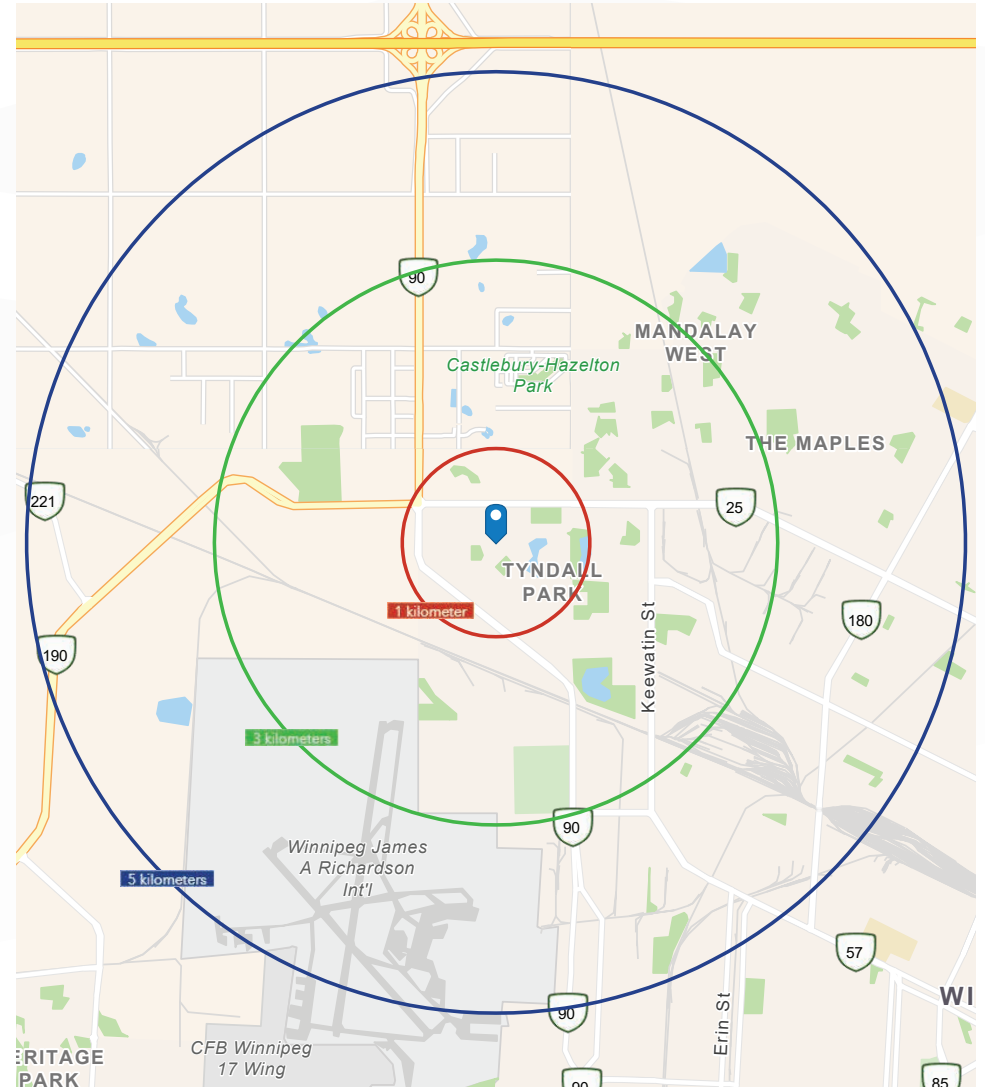 90
MANDALAY
WEST
Castlebury-Hazelton
Park
THE MAPLES
221
25
TYNDALL
PARK
1 kilometer
180
Keewatin St
190
3 kilometers
90
Winnipeg James
A Richardson
Int'l
5 kilometers
57
WI
90
Erin St
CFB Winnipeg
17 Wing
ERITAGE
PARK
90
85